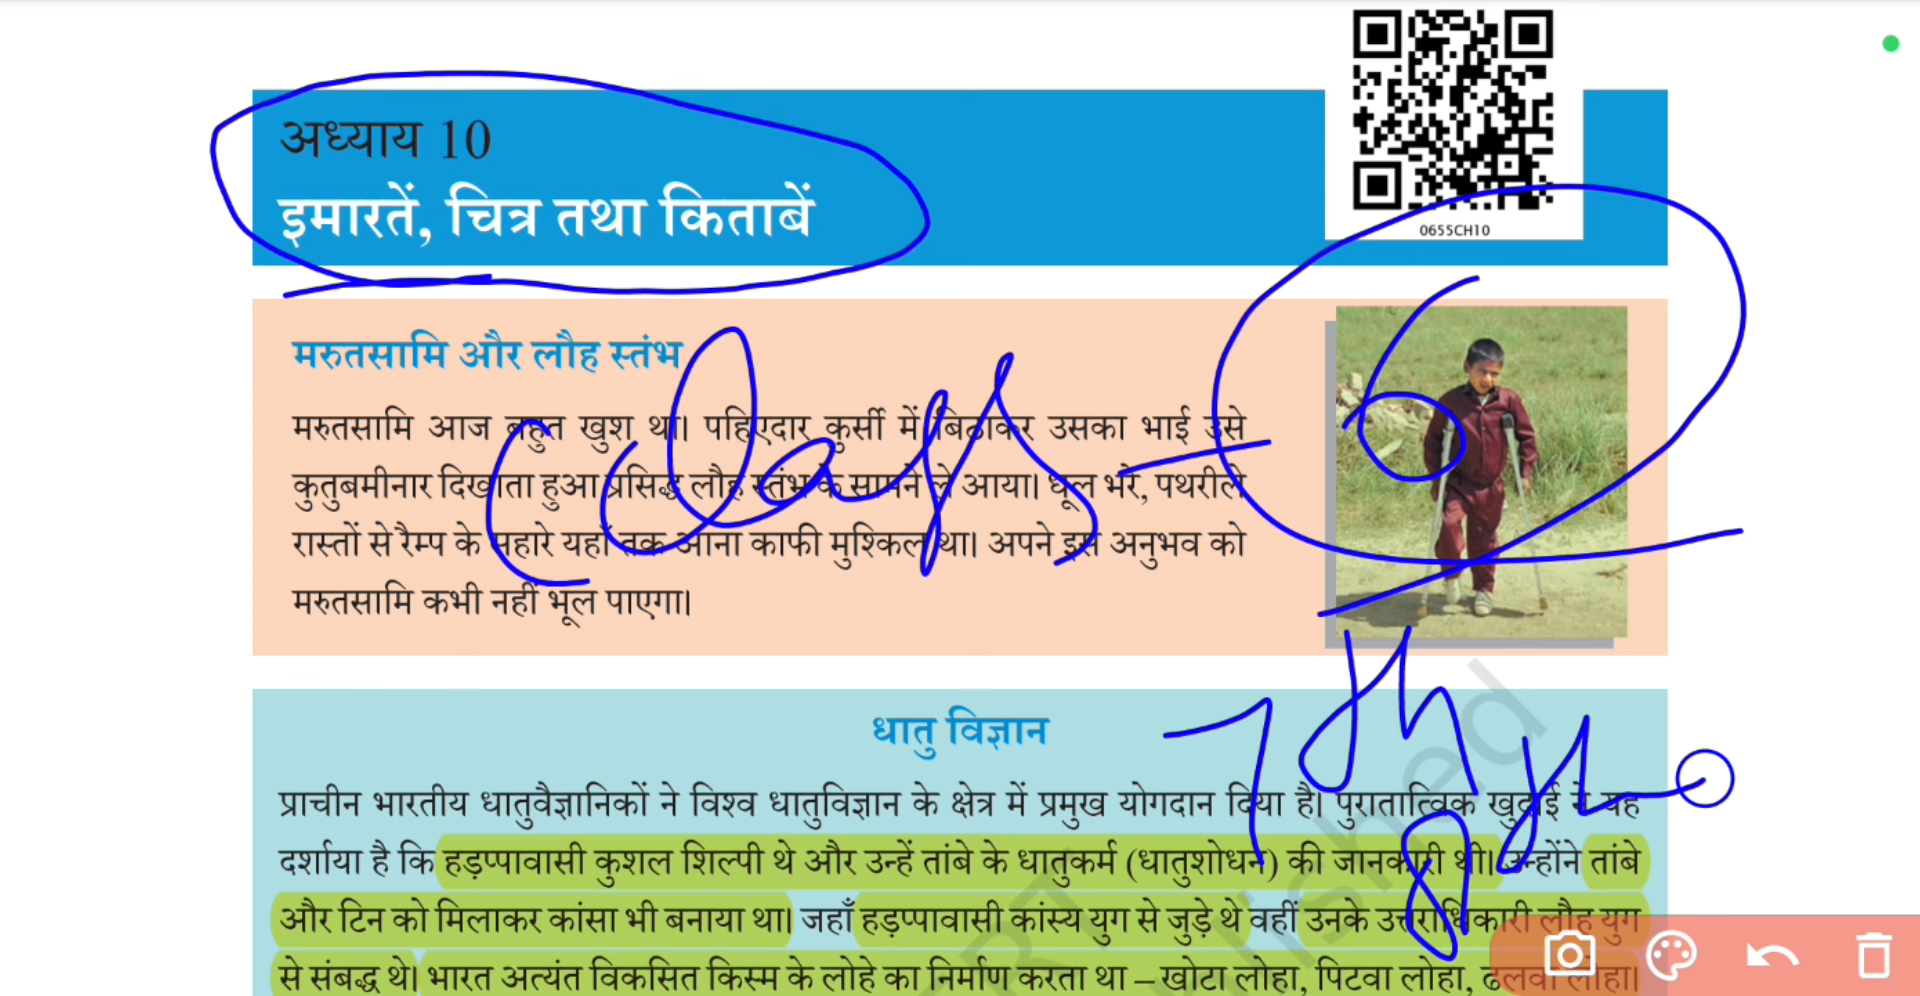 अध्याय 10
इमारतें, चित्र तथा किताबें
0655CH10
मरुतसामि और लौह स्तंभ
मरुतसामि आज बहुत खुश था। पहिएदार कुर्सी में बिठाकर उसका भाई उसे
कुतुबमीनार दिखाता हुआ प्रसिद्ध लौह स्तंभ के सामने ले आया। धूल भरे, पथरीले
रास्तों से रैम्प के सहारे यहाँ तक आना काफी मुश्किल था। अपने इस अनुभव को
मरुतसामि कभी नहीं भूल पाएगा।
Class - 6
7th
8
धातु विज्ञान
प्राचीन भारतीय धातुवैज्ञानिकों ने विश्व धातुविज्ञान के क्षेत्र में प्रमुख योगदान दिया है। पुरातात्विक खुदाई ने यह
दर्शाया है कि हड़प्पावासी कुशल शिल्पी थे और उन्हें तांबे के धातुकर्म (धातुशोधन) की जानकारी थी। उन्होंने तांबे
और टिन को मिलाकर कांसा भी बनाया था। जहाँ हड़प्पावासी कांस्य युग से जुड़े थे वहीं उनके उत्तराधिकारी लौह युग
से संबद्ध थे। भारत अत्यंत विकसित किस्म के लोहे का निर्माण करता था – खोटा लोहा, पिटवा लोहा, ढलवा लोहा।